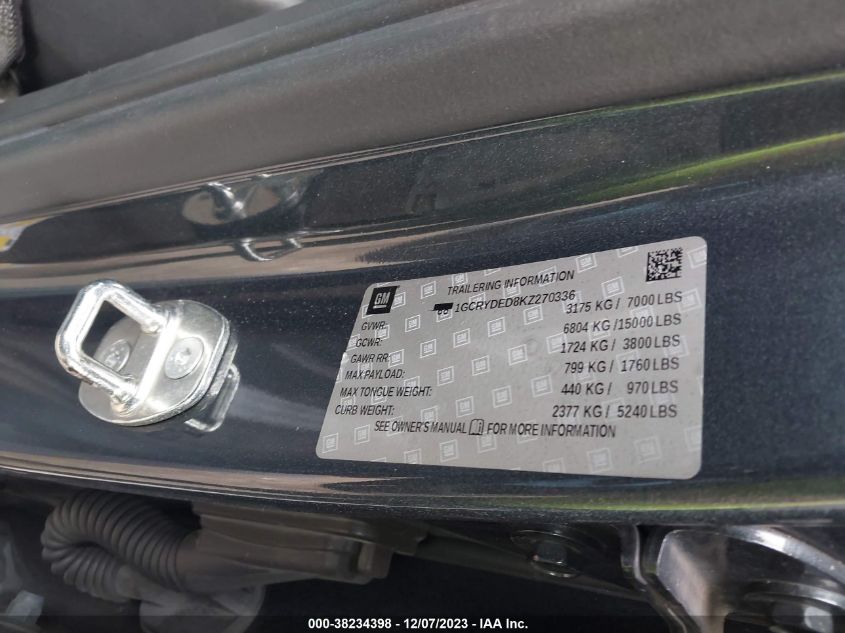 GM
TRAILERING INFORMATION
1GCRYDED8KZ270336
GVWR: 3175 KG / 7000 LBS
GCWR: 6804 KG /15000 LBS
GAWR RR: 1724 KG / 3800 LBS
MAX PAYLOAD: 799 KG / 1760 LBS
MAX TONGUE WEIGHT: 440 KG / 970 LBS
CURB WEIGHT: 2377 KG / 5240 LBS
SEE OWNER'S MANUAL i FOR MORE INFORMATION
000-38234398 - 12/07/2023 - IAA Inc.